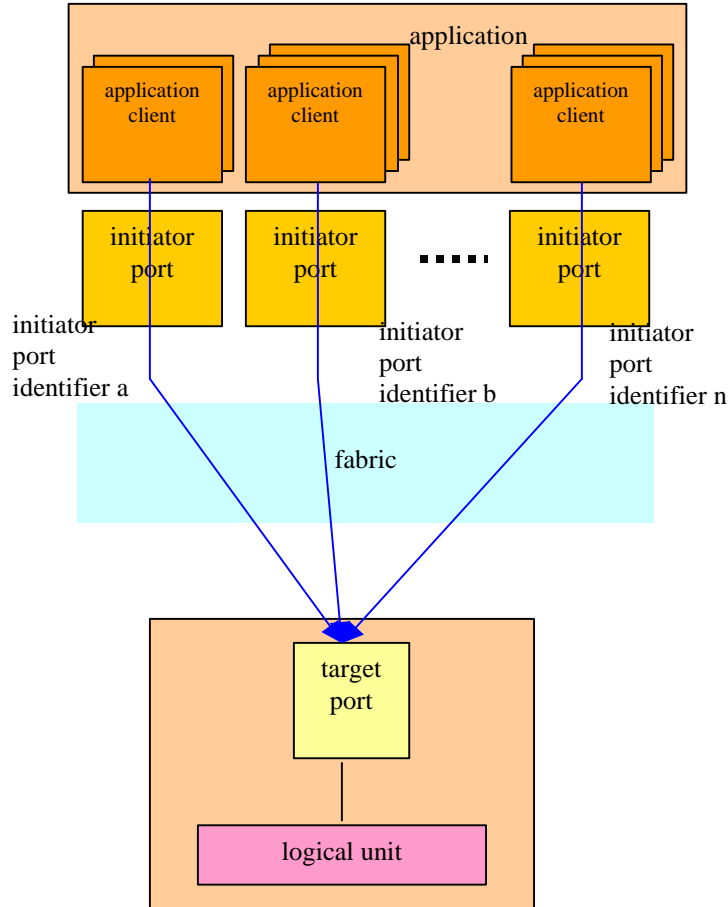 application
application
client
application
client
application
client
initiator
port
initiator
port
initiator
port
initiator
port
identifier a
initiator
port
identifier b
initiator
port
identifier n
fabric
target
port
logical unit